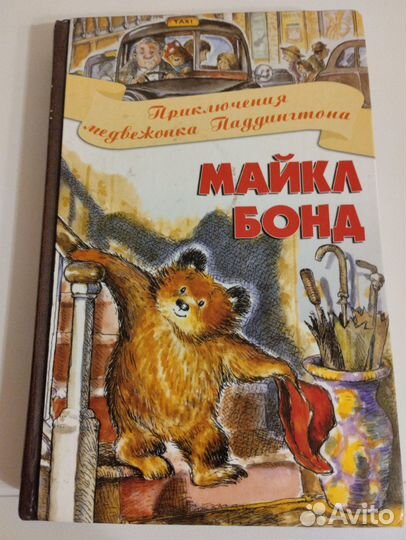 TAXI
Приключения
медвежонка Паддингтона
МАЙКЛ
БОНД
Avito